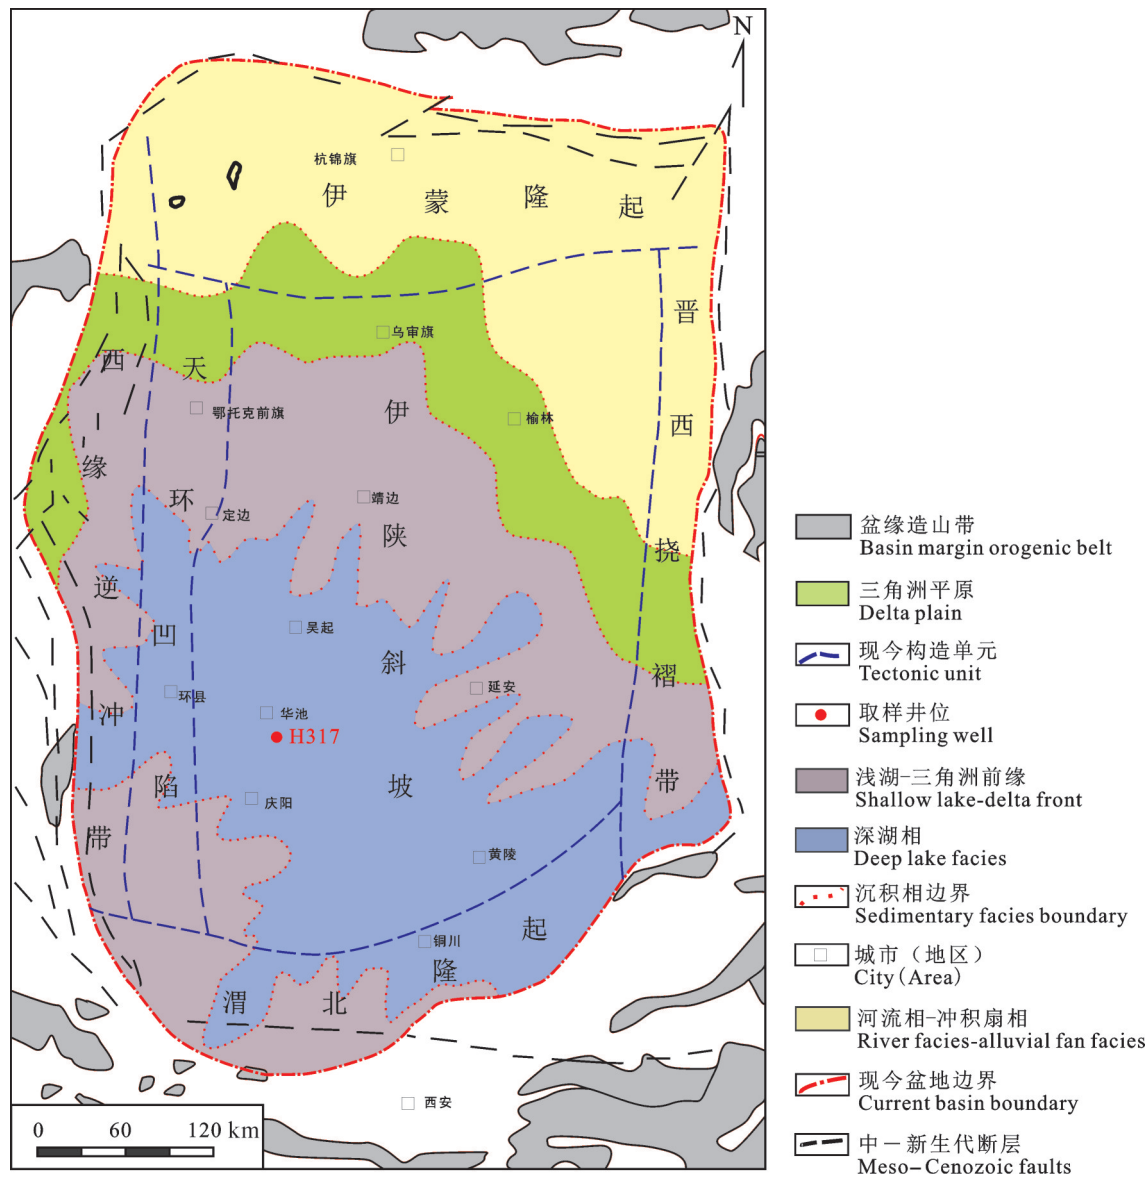 N
杭锦旗
伊蒙隆起
乌审旗
鄂托克前旗
榆林
靖边
定边
吴起
延安
环县
华池
H317
庆阳
黄陵
铜川
西安
西缘逆冲带
天环凹陷
伊陕斜坡
晋西挠褶带
渭北隆起
0 60 120 km
盆缘造山带
Basin margin orogenic belt
三角洲平原
Delta plain
现今构造单元
Tectonic unit
取样井位
Sampling well
浅湖-三角洲前缘
Shallow lake-delta front
深湖相
Deep lake facies
沉积相边界
Sedimentary facies boundary
城市（地区）
City (Area)
河流相-冲积扇相
River facies-alluvial fan facies
现今盆地边界
Current basin boundary
中－新生代断层
Meso-Cenozoic faults